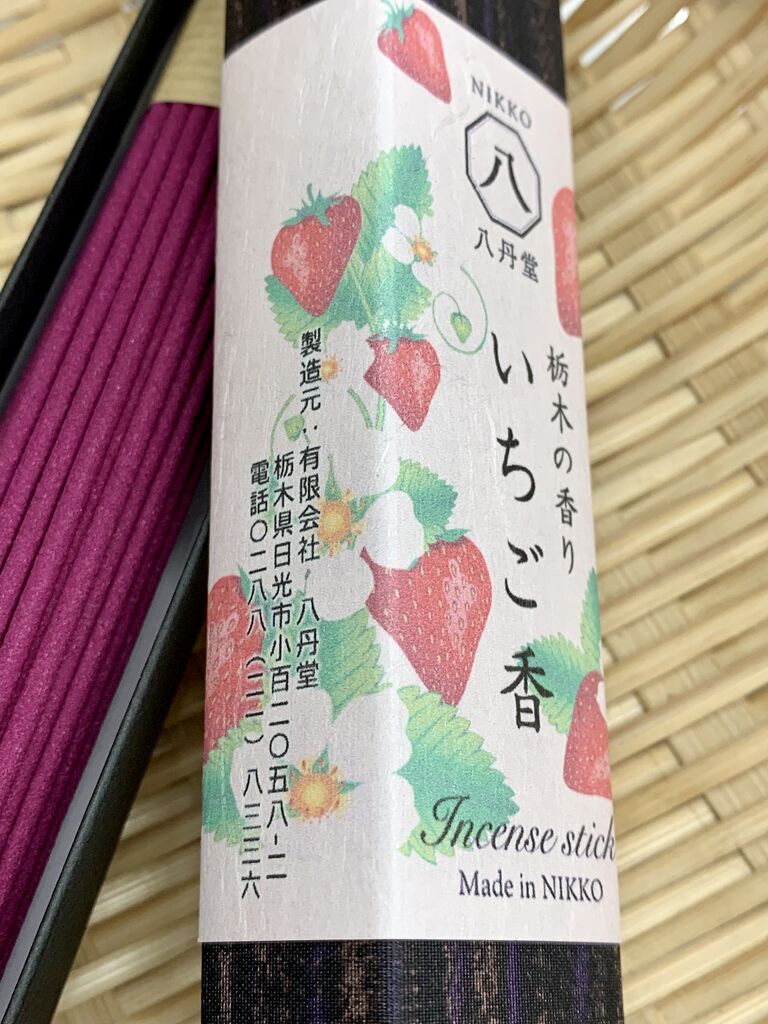 NIKKO
八
八丹堂
栃木の香り
いちご香
Incense stick
Made in NIKKO
製造元:有限会社 八丹堂
栃木県日光市小百二〇五八-二
電話〇二八八(二一)八三三六